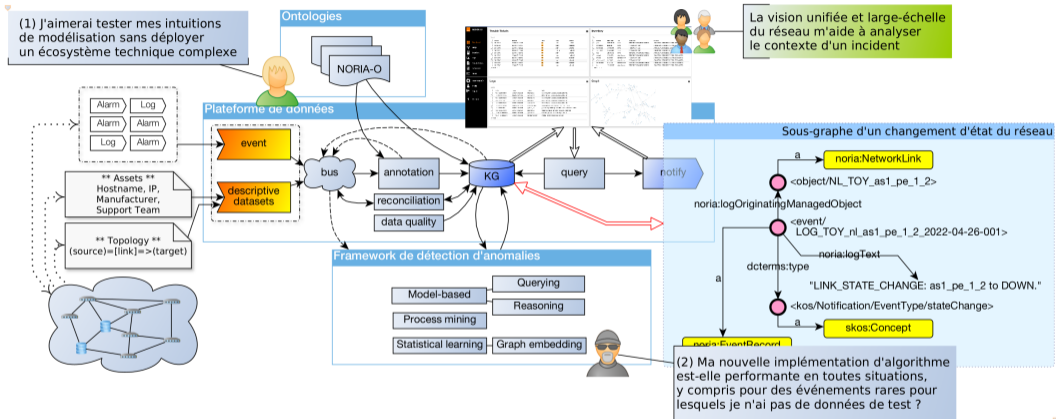 (1) J'aimerai tester mes intuitions
de modélisation sans déployer
un écosystème technique complexe
Ontologies
NORIA-O
La vision unifiée et large-échelle
du réseau m'aide à analyser
le contexte d'un incident
Alarm
Log
Alarm
Alarm
Log
Alarm
** Assets **
Hostname, IP,
Manufacturer,
Support Team
** Topology **
(source)=[link]=>(target)
Plateforme de données
event
descriptive
datasets
bus
annotation
reconciliation
data quality
KG
query
notify
Framework de détection d'anomalies
Model-based
Querying
Reasoning
Process mining
Statistical learning
Graph embedding
Sous-graphe d'un changement d'état du réseau
a
noria:NetworkLink
<object/NL_TOY_as1_pe_1_2>
noria:logOriginatingManagedObject
<event/
LOG_TOY_nl_as1_pe_1_2_2022-04-26-001>
noria:logText
dcterms:type
a
"LINK_STATE_CHANGE: as1_pe_1_2 to DOWN."
<kos/Notification/EventType/stateChange>
a
skos:Concept
noria:EventRecord
(2) Ma nouvelle implémentation d'algorithme
est-elle performante en toutes situations,
y compris pour des événements rares pour
lesquels je n'ai pas de données de test ?